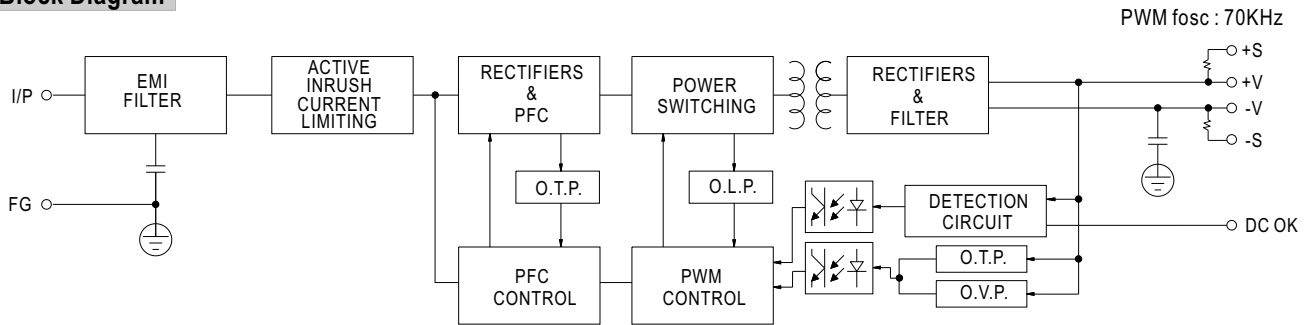 Block Diagram
PWM fosc : 70KHz
I/P
EMI
FILTER
ACTIVE
INRUSH
CURRENT
LIMITING
RECTIFIERS
&
PFC
POWER
SWITCHING
RECTIFIERS
&
FILTER
+S
+V
-V
-S
FG
O.T.P.
O.L.P.
DETECTION
CIRCUIT
DC OK
PFC
CONTROL
PWM
CONTROL
O.T.P.
O.V.P.